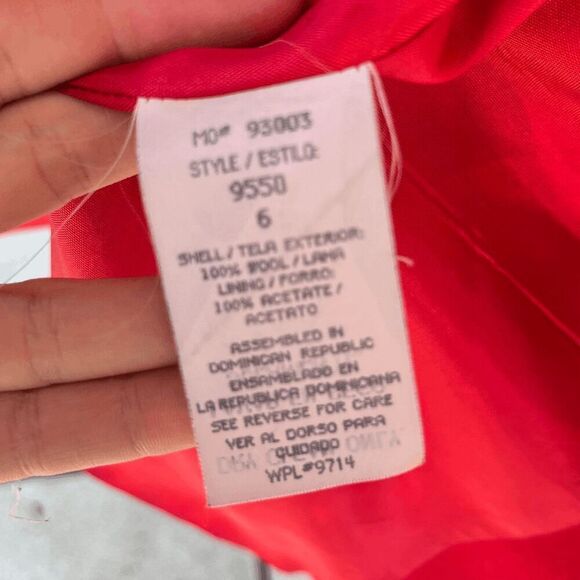 MO# 93003
STYLE / ESTILO:
9550
6
SHELL / TELA EXTERIOR:
100% WOOL / LANA
LINING / FORRO:
100% ACETATE /
ACETATO
ASSEMBLED IN
DOMINICAN REPUBLIC
ENSAMBLADO EN
LA REPUBLICA DOMINICANA
SEE REVERSE FOR CARE
VER AL DORSO PARA
CUIDADO
WPL#9714